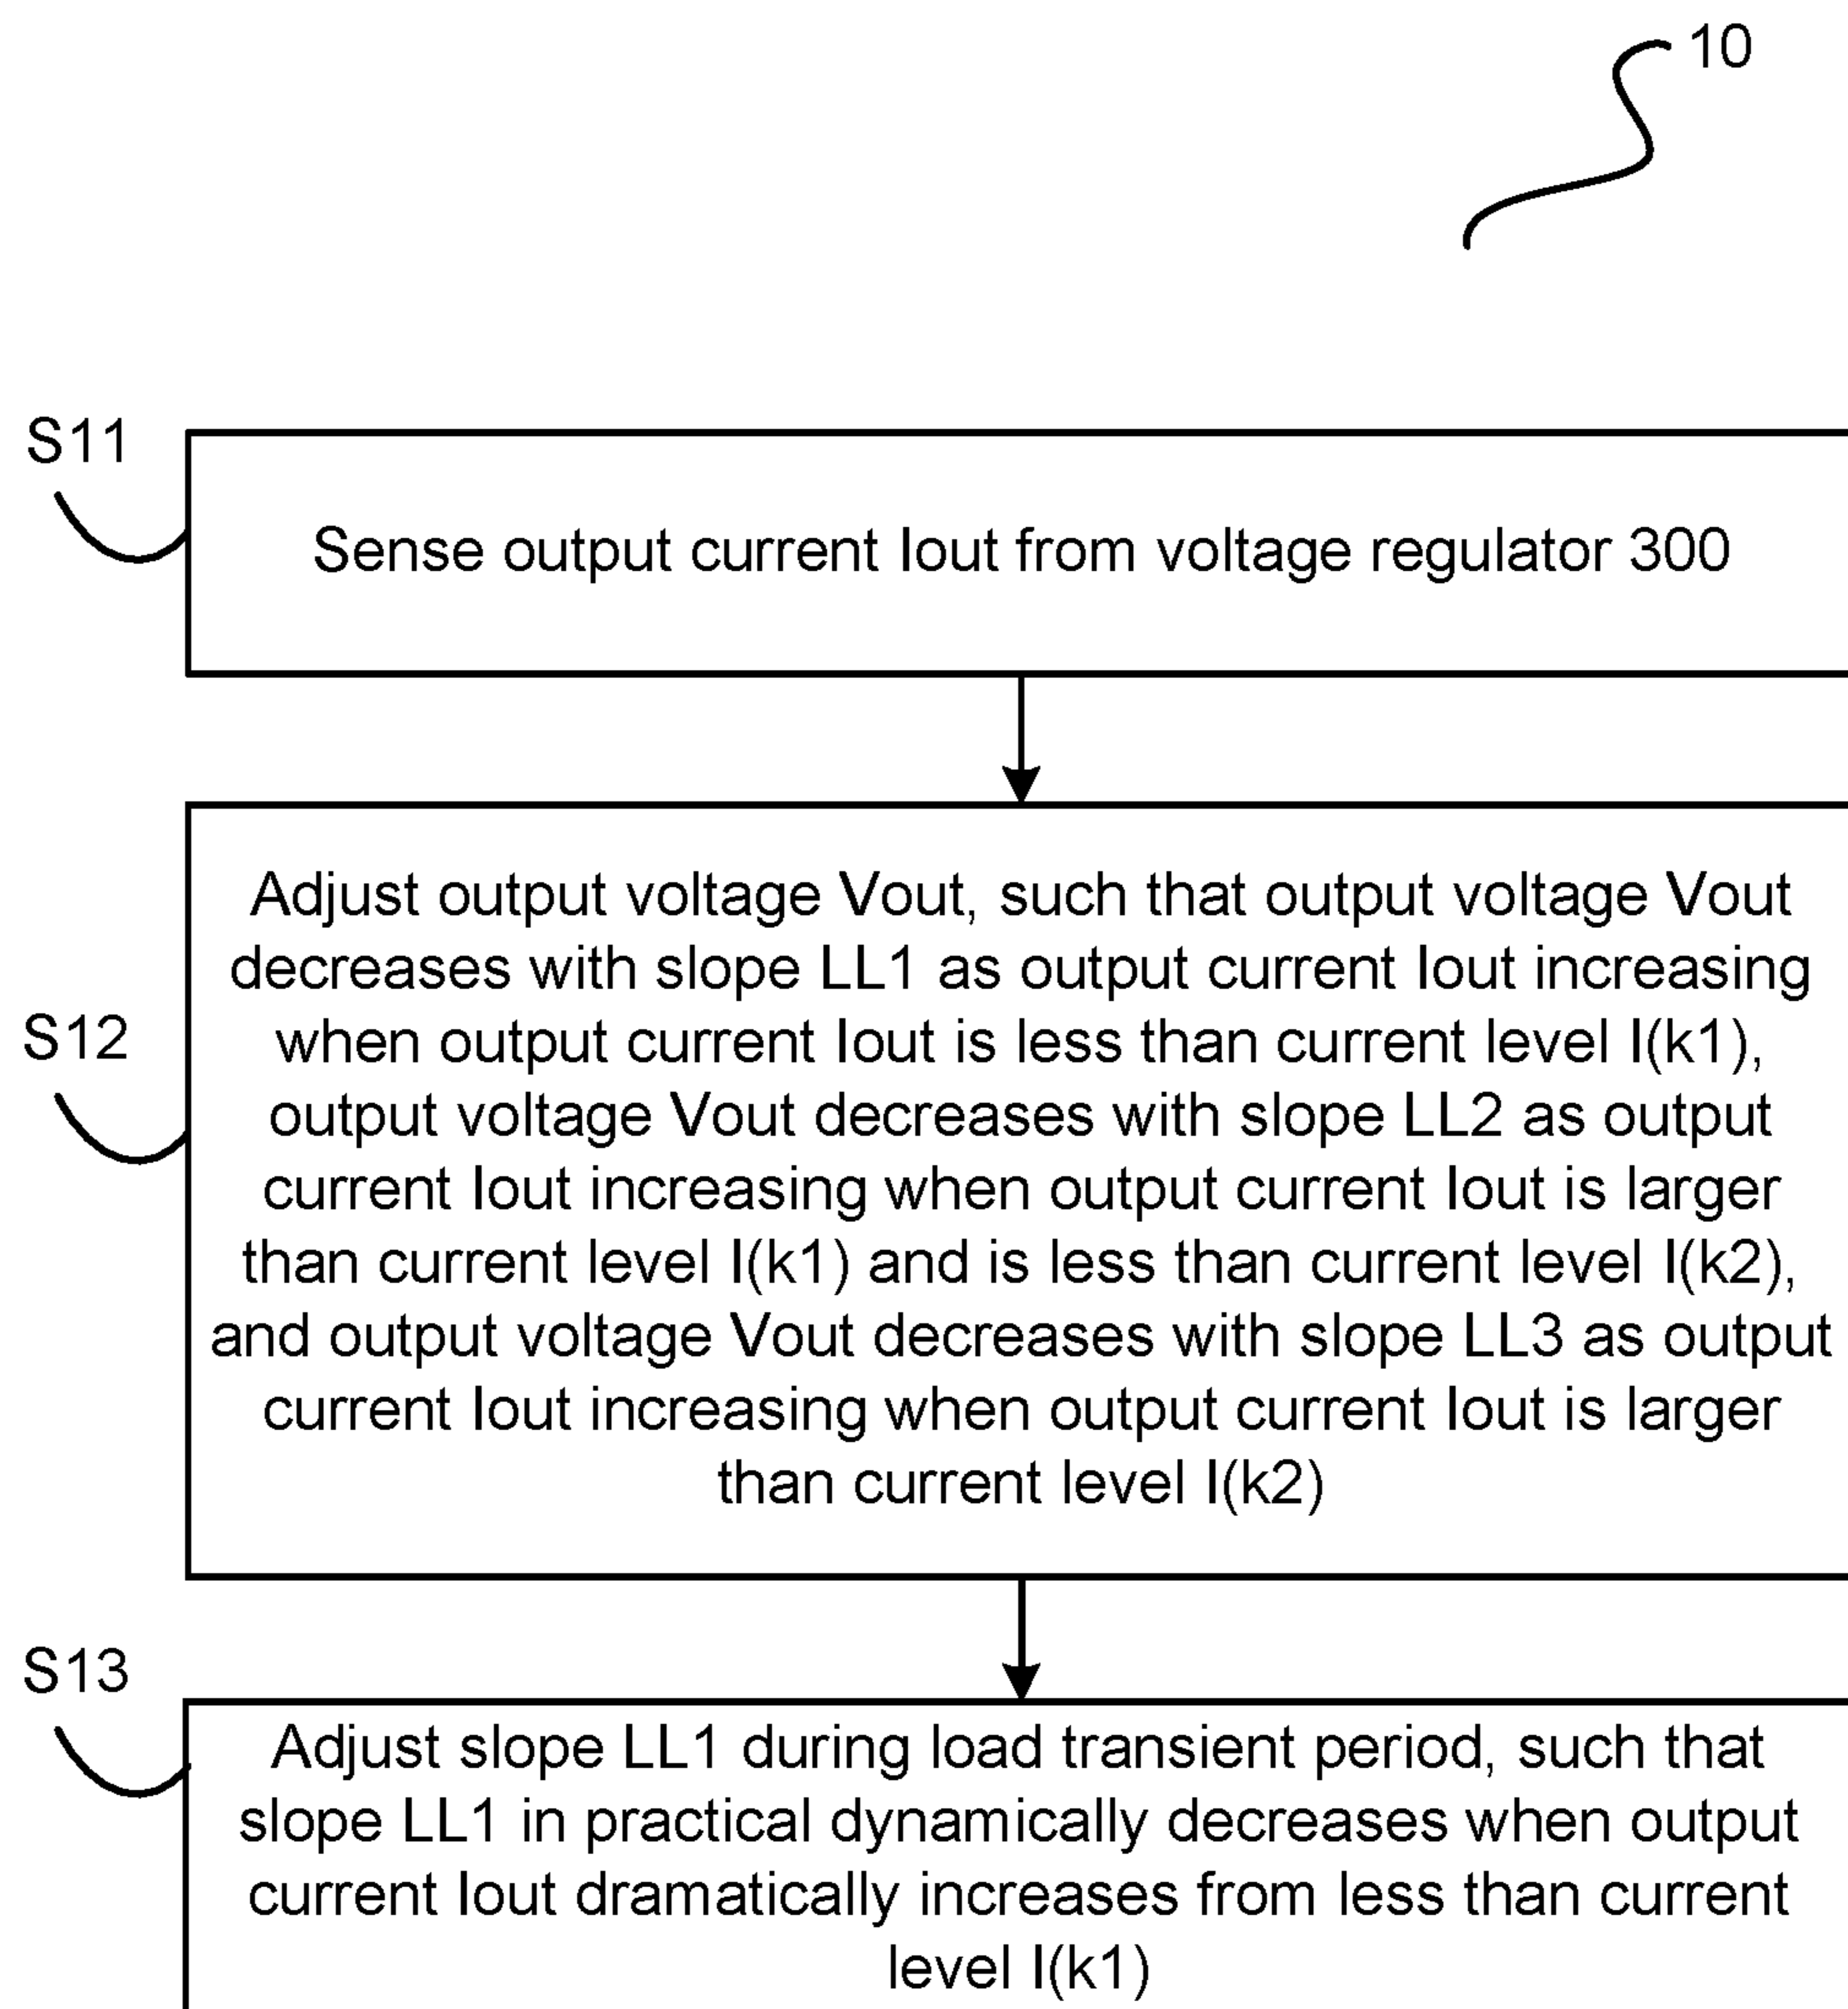 10
S11
Sense output current Iout from voltage regulator 300
S12
Adjust output voltage Vout, such that output voltage Vout
decreases with slope LL1 as output current Iout increasing
when output current Iout is less than current level I(k1),
output voltage Vout decreases with slope LL2 as output
current Iout increasing when output current Iout is larger
than current level I(k1) and is less than current level I(k2),
and output voltage Vout decreases with slope LL3 as output
current Iout increasing when output current Iout is larger
than current level I(k2)
S13
Adjust slope LL1 during load transient period, such that
slope LL1 in practical dynamically decreases when output
current Iout dramatically increases from less than current
level I(k1)